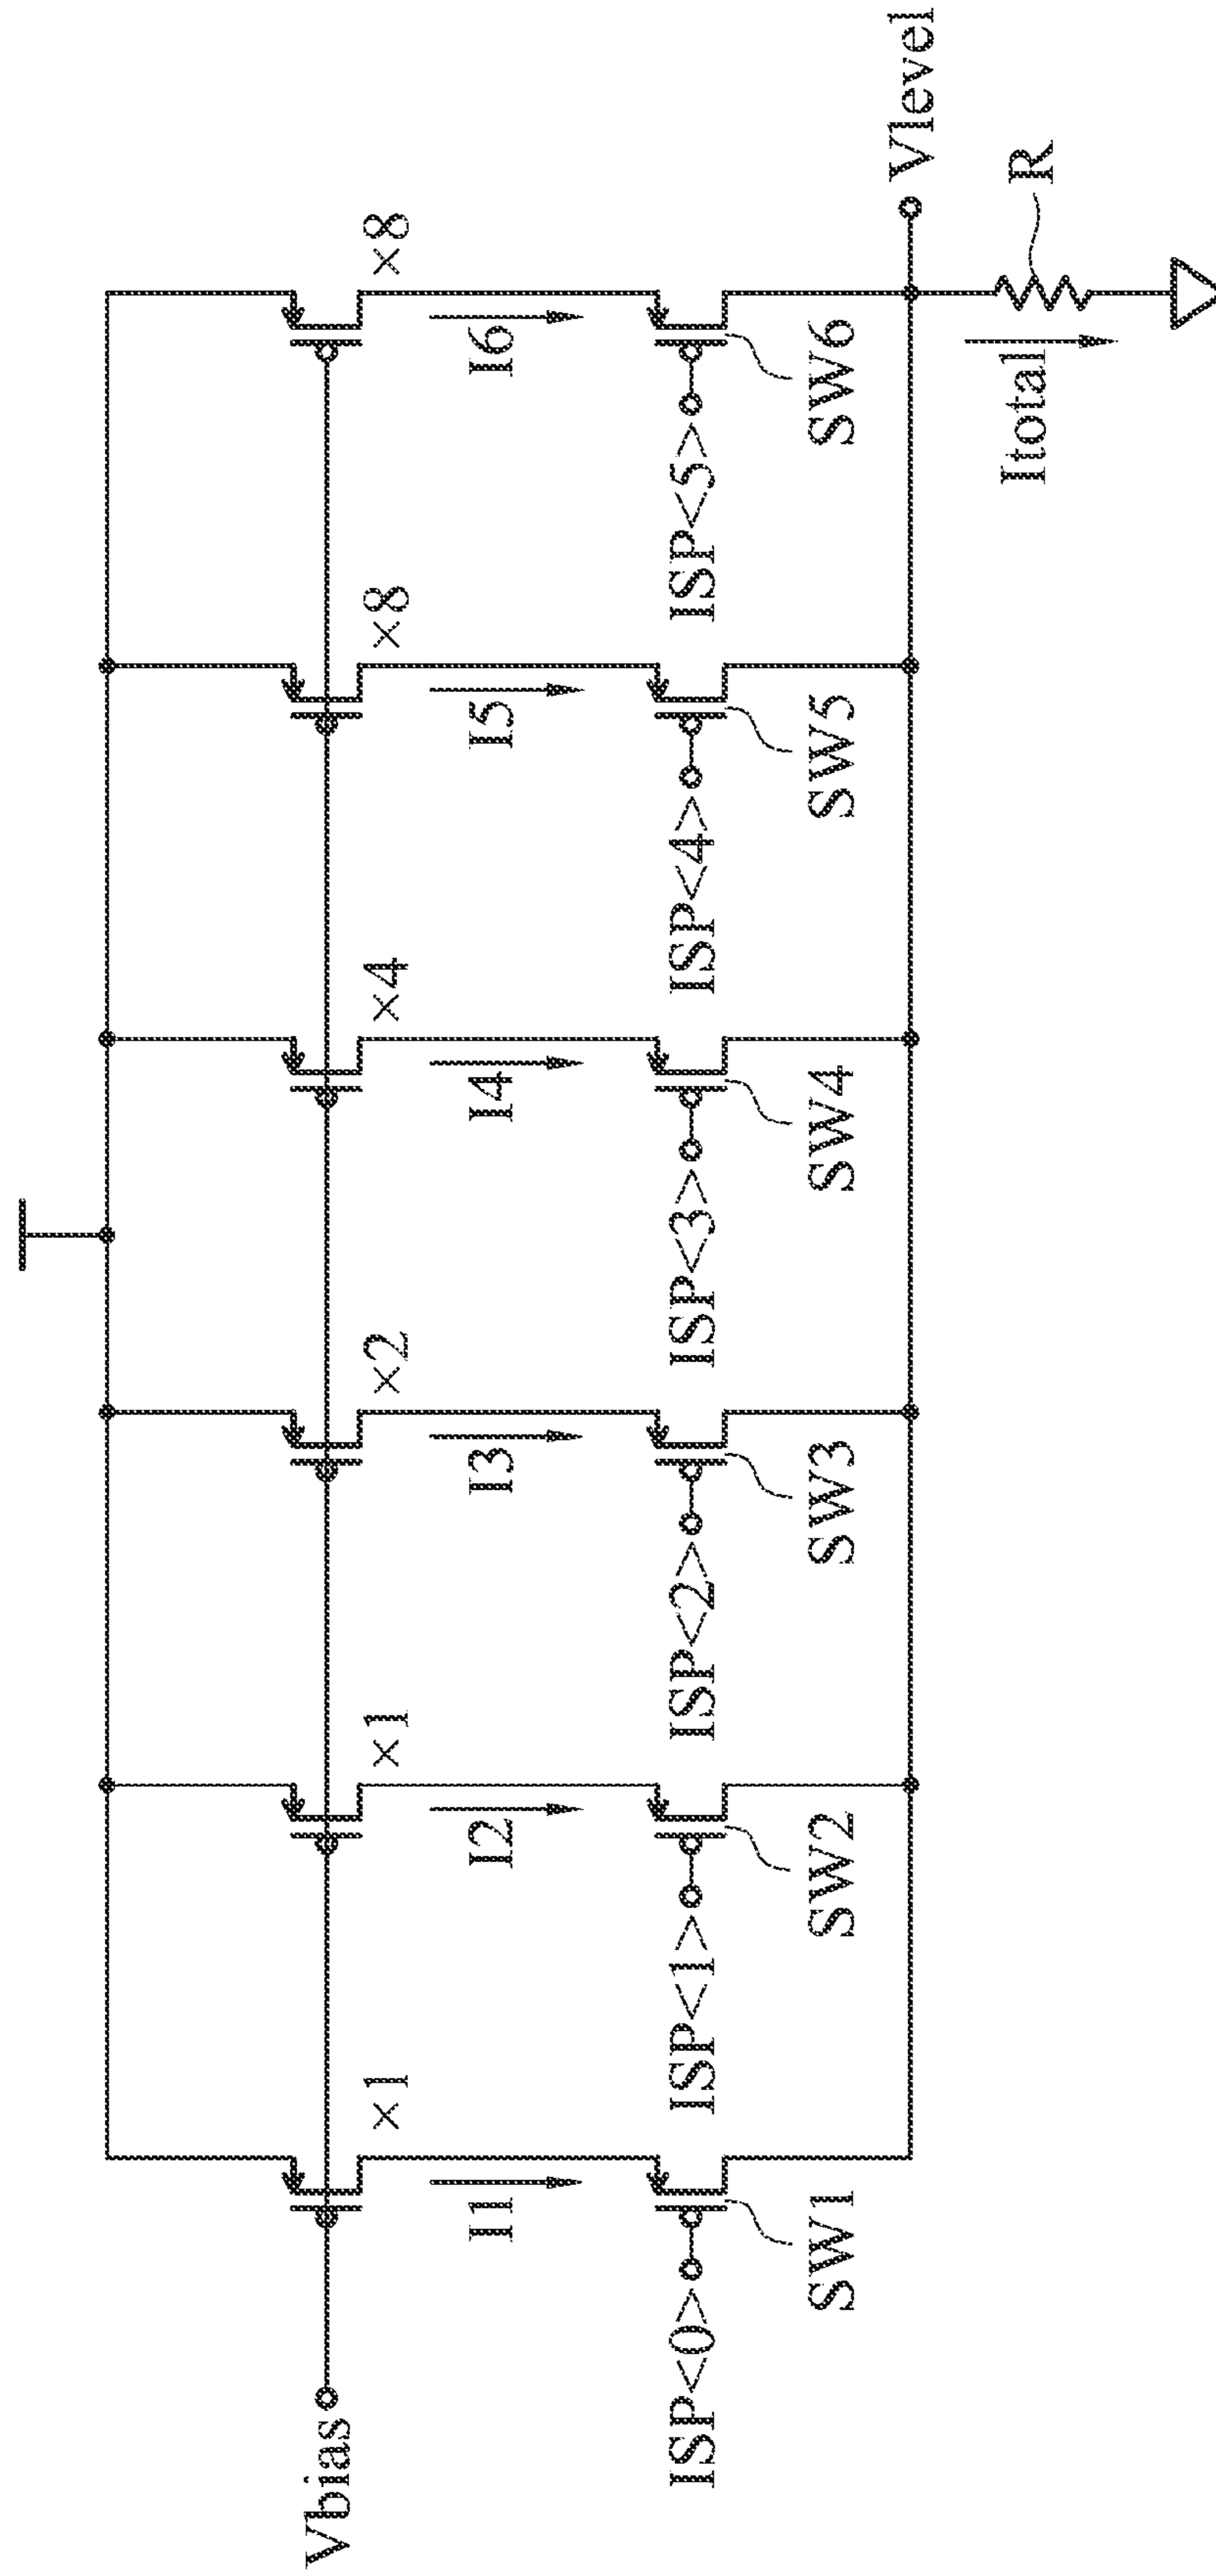 Vbias
×1
×1
×2
×4
×8
×8
I1
I2
I3
I4
I5
I6
ISP<0>
ISP<1>
ISP<2>
ISP<3>
ISP<4>
ISP<5>
SW1
SW2
SW3
SW4
SW5
SW6
Vlevel
Itotal
R